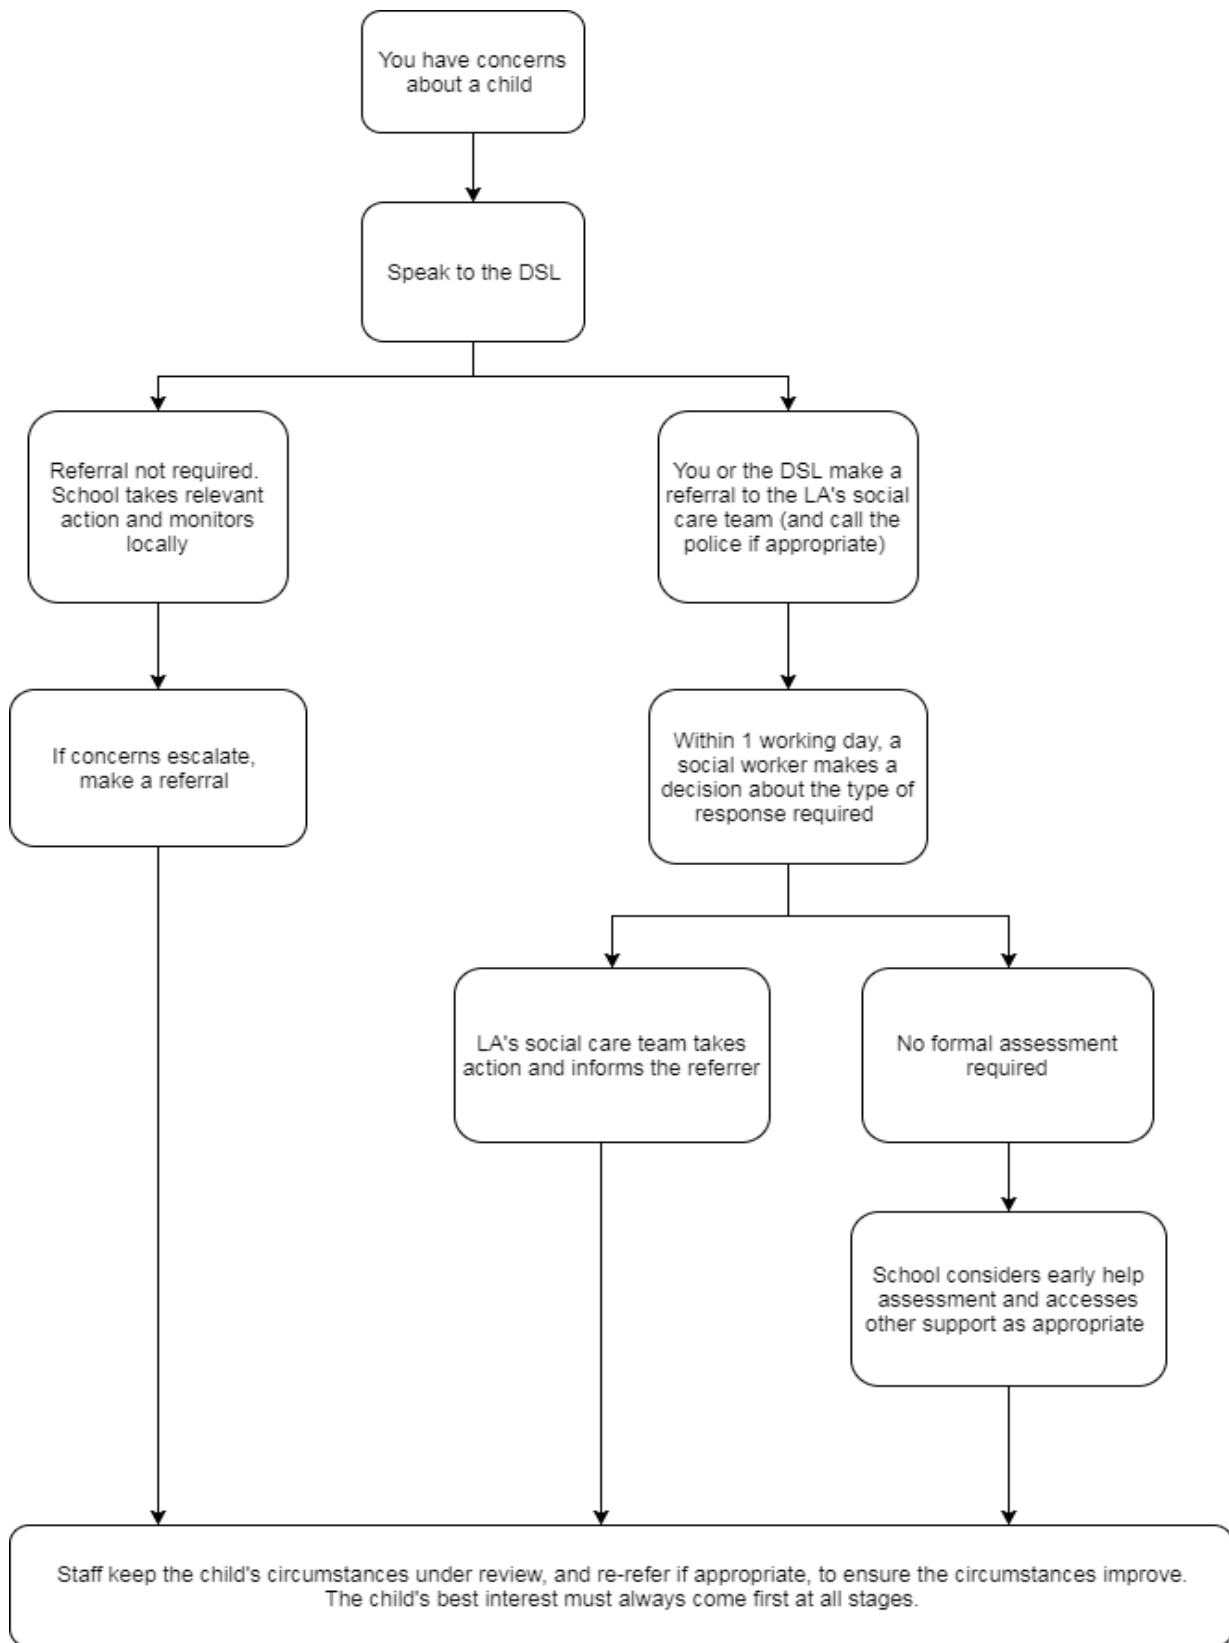 You have concerns
about a child
Speak to the DSL
Referral not required.
School takes relevant
action and monitors
locally
You or the DSL make a
referral to the LA's social
care team (and call the
police if appropriate)
If concerns escalate,
make a referral
Within 1 working day, a
social worker makes a
decision about the type of
response required
LA's social care team takes
action and informs the referrer
No formal assessment
required
School considers early help
assessment and accesses
other support as appropriate
Staff keep the child's circumstances under review, and re-refer if appropriate, to ensure the circumstances improve.
The child's best interest must always come first at all stages.